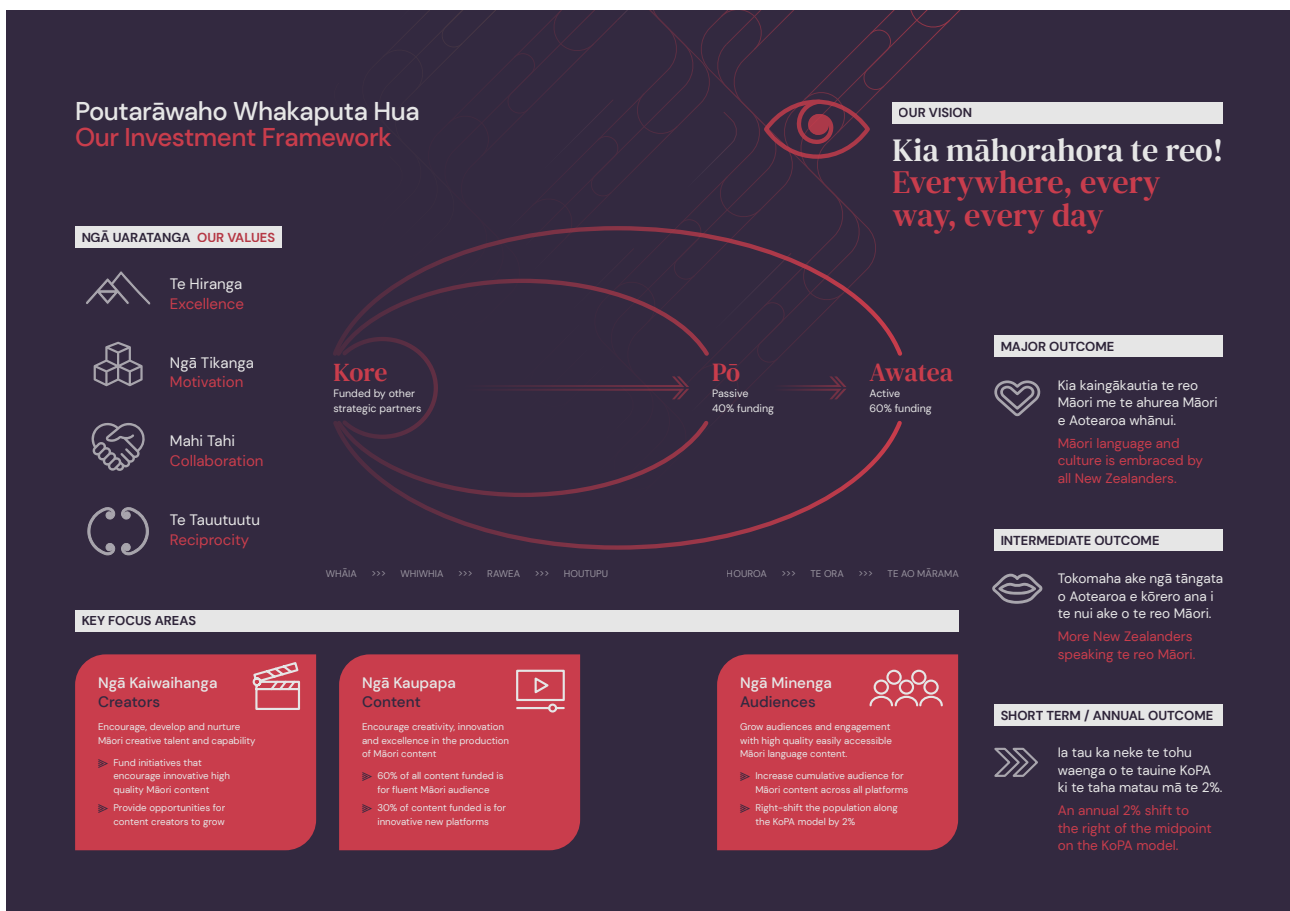 Poutarāwaho Whakaputa Hua
Our Investment Framework
OUR VISION
Kia māhorahora te reo!
Everywhere, every
way, every day
NGĀ UARATANGA OUR VALUES
Te Hiranga
Excellence
Ngā Tikanga
Motivation
Mahi Tahi
Collaboration
Te Tauutuutu
Reciprocity
Kore
Funded by other
strategic partners
Pō
Passive
40% funding
Awatea
Active
60% funding
WHĀIA >>> WHIWHIA >>> RAWEA >>> HOUTUPU
HOUROA >>> TE ORA >>> TE AO MĀRAMA
MAJOR OUTCOME
Kia kaingākautia te reo
Māori me te ahurea Māori
e Aotearoa whānui.
Māori language and
culture is embraced by
all New Zealanders.
INTERMEDIATE OUTCOME
Tokomaha ake ngā tāngata
o Aotearoa e kōrero ana i
te nui ake o te reo Māori.
More New Zealanders
speaking te reo Māori.
SHORT TERM / ANNUAL OUTCOME
Ia tau ka neke te tohu
waenga o te tauine KoPA
ki te taha matau mā te 2%.
An annual 2% shift to
the right of the midpoint
on the KoPA model.
KEY FOCUS AREAS
Ngā Kaiwaihanga
Creators
Encourage, develop and nurture
Māori creative talent and capability
Fund initiatives that
encourage innovative high
quality Māori content
Provide opportunities for
content creators to grow
Ngā Kaupapa
Content
Encourage creativity, innovation
and excellence in the production
of Māori content
60% of all content funded is
for fluent Māori audience
30% of content funded is for
innovative new platforms
Ngā Minenga
Audiences
Grow audiences and engagement
with high quality easily accessible
Māori language content.
Increase cumulative audience for
Māori content across all platforms
Right-shift the population along
the KoPA model by 2%